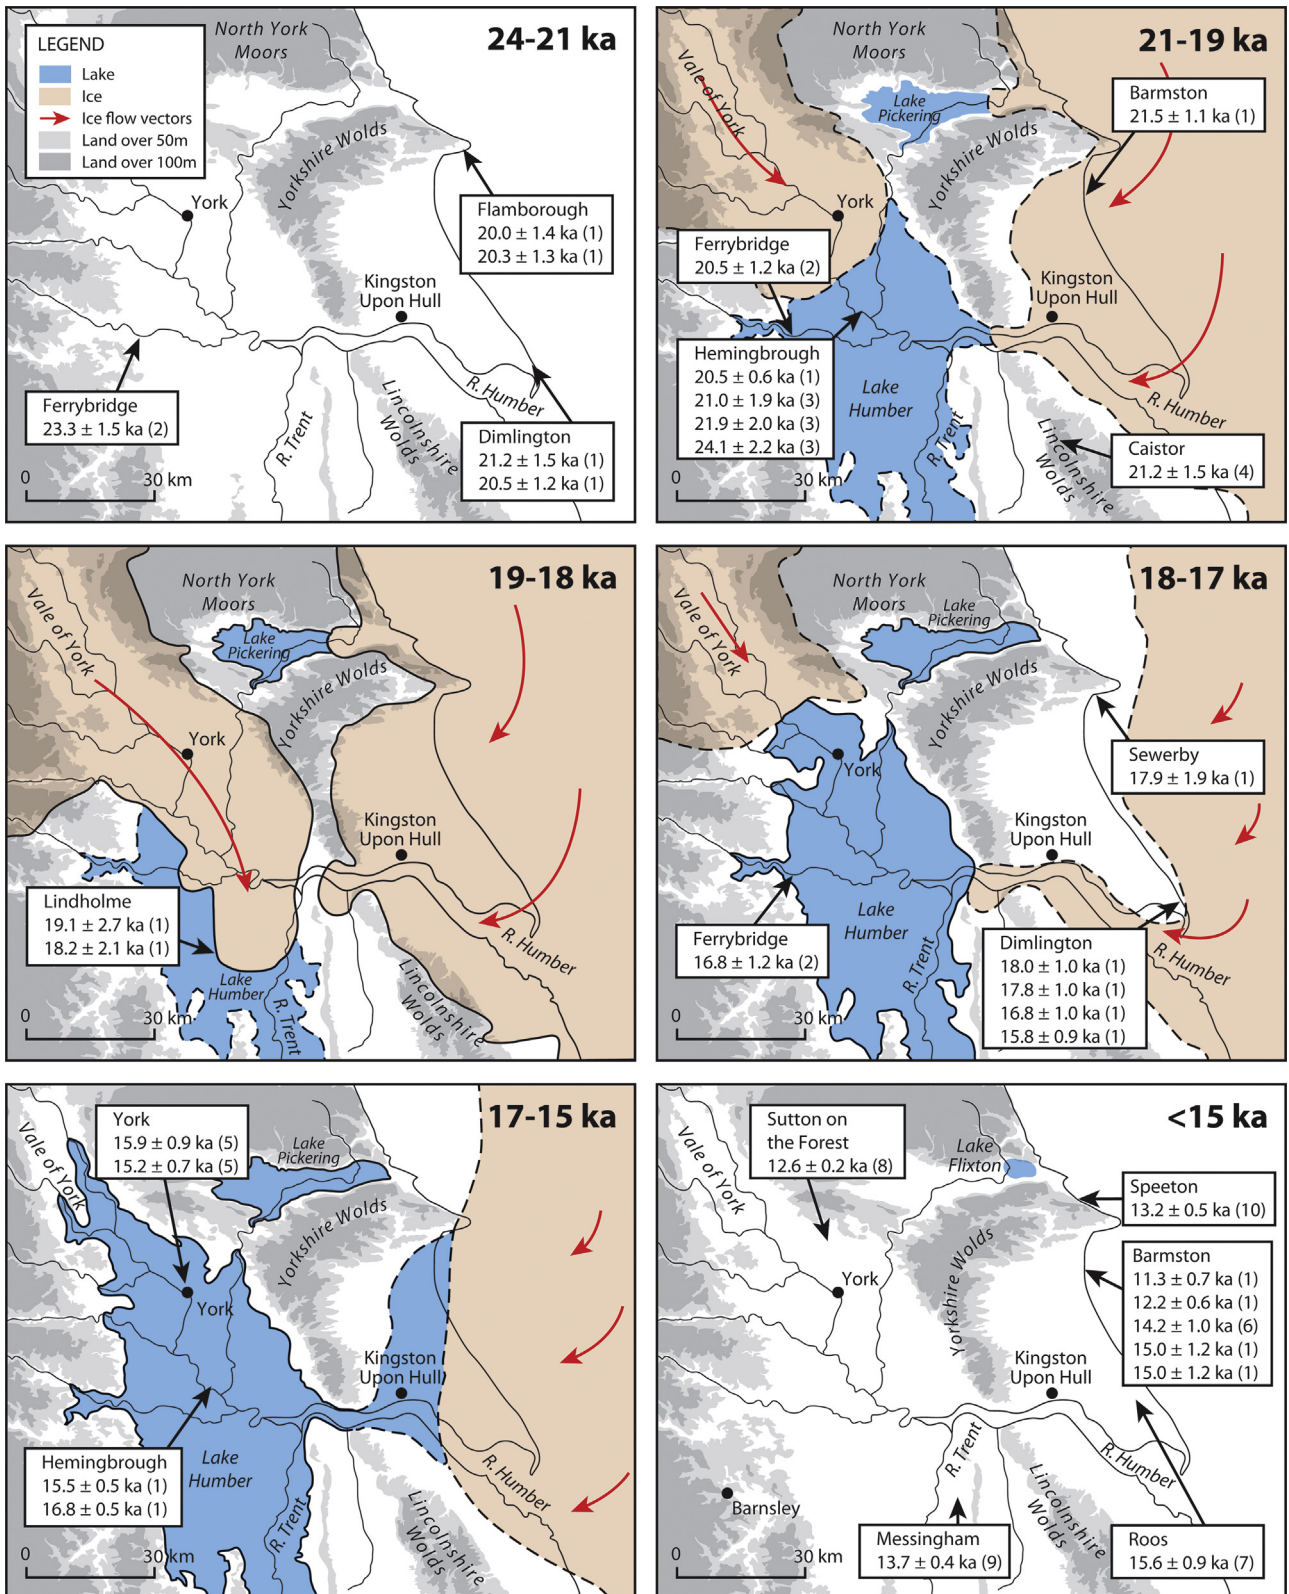 LEGEND
Lake
Ice
Ice flow vectors
Land over 50m
Land over 100m
North York
Moors
24-21 ka
Yorkshire Wolds
York
Flamborough
20.0 ± 1.4 ka (1)
20.3 ± 1.3 ka (1)
Kingston
Upon Hull
Ferrybridge
23.3 ± 1.5 ka (2)
R. Humber
R. Trent
Lincolnshire
Wolds
Dimlington
21.2 ± 1.5 ka (1)
20.5 ± 1.2 ka (1)
0 30 km
North York
Moors
21-19 ka
Vale of York
Lake
Pickering
Barmston
21.5 ± 1.1 ka (1)
Yorkshire Wolds
York
Ferrybridge
20.5 ± 1.2 ka (2)
Kingston
Upon Hull
Hemingbrough
20.5 ± 0.6 ka (1)
21.0 ± 1.9 ka (3)
21.9 ± 2.0 ka (3)
24.1 ± 2.2 ka (3)
Lake
Humber
R. Humber
R. Trent
Lincolnshire
Wolds
Caistor
21.2 ± 1.5 ka (4)
0 30 km
North York
Moors
19-18 ka
Vale of York
Lake
Pickering
Yorkshire Wolds
York
Kingston
Upon Hull
Lindholme
19.1 ± 2.7 ka (1)
18.2 ± 2.1 ka (1)
R. Humber
Lake
Humber
R. Trent
Lincolnshire
Wolds
0 30 km
North York
Moors
18-17 ka
Vale of York
Lake
Pickering
Yorkshire Wolds
York
Sewerby
17.9 ± 1.9 ka (1)
Kingston
Upon Hull
Lake
Humber
Ferrybridge
16.8 ± 1.2 ka (2)
R. Trent
Dimlington
18.0 ± 1.0 ka (1)
17.8 ± 1.0 ka (1)
16.8 ± 1.0 ka (1)
15.8 ± 0.9 ka (1)
R. Humber
0 30 km
17-15 ka
York
15.9 ± 0.9 ka (5)
15.2 ± 0.7 ka (5)
Vale of York
Lake
Pickering
Yorkshire Wolds
York
Kingston
Upon Hull
Hemingbrough
15.5 ± 0.5 ka (1)
16.8 ± 0.5 ka (1)
Lake
Humber
R. Humber
R. Trent
Lincolnshire
Wolds
0 30 km
<15 ka
Vale of York
Sutton on
the Forest
12.6 ± 0.2 ka (8)
Lake
Flixton
Speeton
13.2 ± 0.5 ka (10)
Yorkshire Wolds
York
Barmston
11.3 ± 0.7 ka (1)
12.2 ± 0.6 ka (1)
14.2 ± 1.0 ka (6)
15.0 ± 1.2 ka (1)
15.0 ± 1.2 ka (1)
Kingston
Upon Hull
R. Trent
R. Humber
Barnsley
Lincolnshire
Wolds
Messingham
13.7 ± 0.4 ka (9)
Roos
15.6 ± 0.9 ka (7)
0 30 km